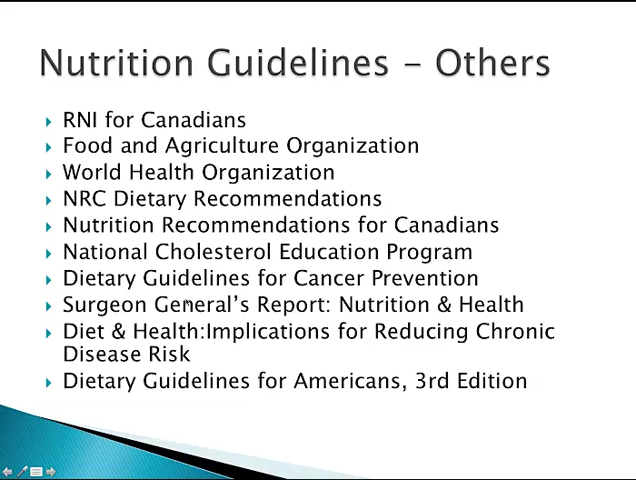 Nutrition Guidelines - Others
RNI for Canadians
Food and Agriculture Organization
World Health Organization
NRC Dietary Recommendations
Nutrition Recommendations for Canadians
National Cholesterol Education Program
Dietary Guidelines for Cancer Prevention
Surgeon General's Report: Nutrition & Health
Diet & Health:Implications for Reducing Chronic
Disease Risk
Dietary Guidelines for Americans, 3rd Edition